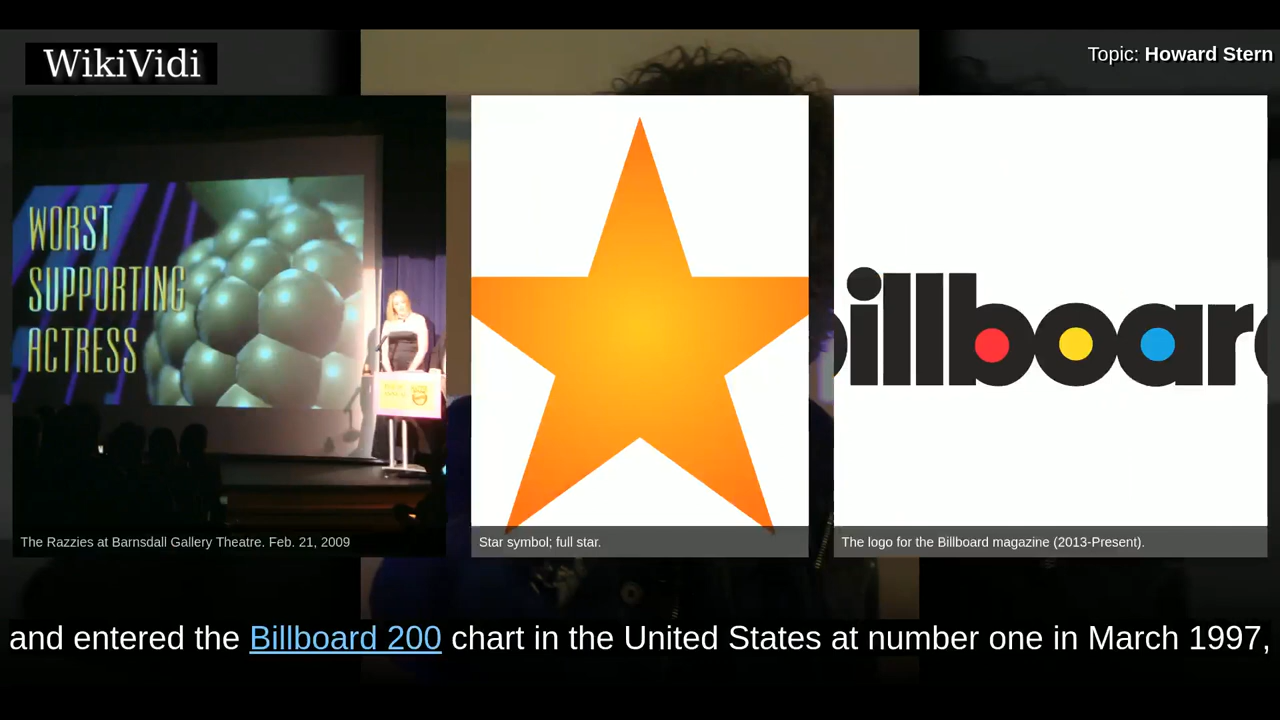 WikiVidi
Topic: Howard Stern
WORST
SUPPORTING
ACTRESS
billboard
The Razzies at Barnsdall Gallery Theatre. Feb. 21, 2009
Star symbol; full star.
The logo for the Billboard magazine (2013-Present).
and entered the Billboard 200 chart in the United States at number one in March 1997,